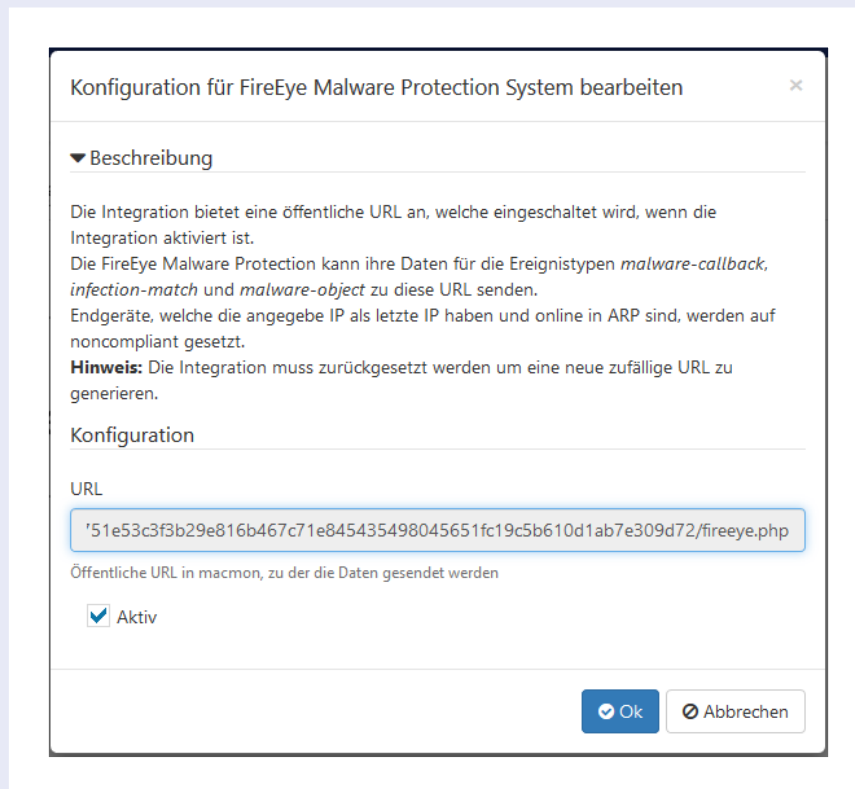 Konfiguration für FireEye Malware Protection System bearbeiten ×
Beschreibung
Die Integration bietet eine öffentliche URL an, welche eingeschaltet wird, wenn die
Integration aktiviert ist.
Die FireEye Malware Protection kann ihre Daten für die Ereignistypen malware-callback,
infection-match und malware-object zu diese URL senden.
Endgeräte, welche die angegebe IP als letzte IP haben und online in ARP sind, werden auf
noncompliant gesetzt.
Hinweis: Die Integration muss zurückgesetzt werden um eine neue zufällige URL zu
generieren.
Konfiguration
URL
51e53c3f3b29e816b467c71e845435498045651fc19c5b610d1ab7e309d72/fireeye.php
Öffentliche URL in macmon, zu der die Daten gesendet werden
Aktiv
Ok
Abbrechen